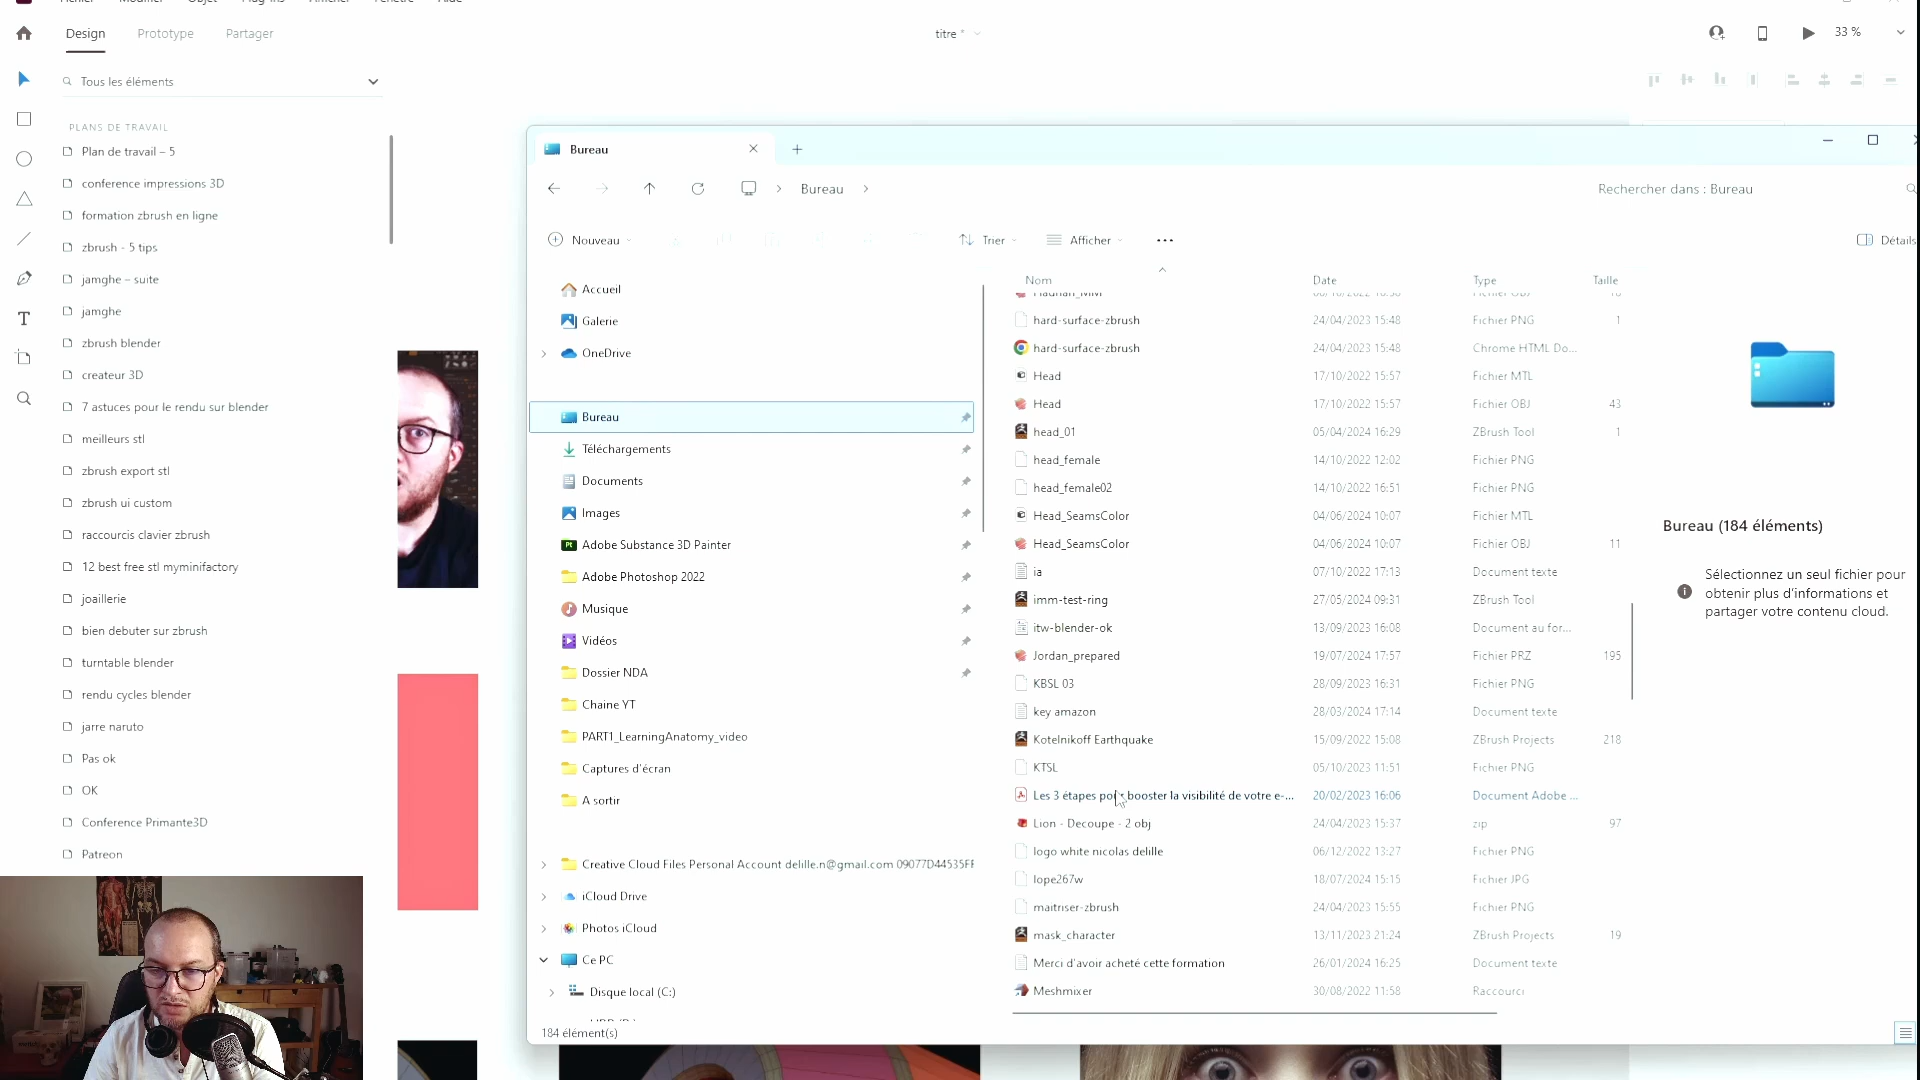 Fichier Modifier Objet Plug-ins Afficher Fenêtre Aide
Design Prototype Partager
titre *
33 %
Tous les éléments
PLANS DE TRAVAIL
Plan de travail – 5
conference impressions 3D
formation zbrush en ligne
zbrush - 5 tips
jamghe – suite
jamghe
zbrush blender
createur 3D
7 astuces pour le rendu sur blender
meilleurs stl
zbrush export stl
zbrush ui custom
raccourcis clavier zbrush
12 best free stl myminifactory
joaillerie
bien debuter sur zbrush
turntable blender
rendu cycles blender
jarre naruto
Pas ok
OK
Conference Primante3D
Patreon
Bureau
Bureau
Rechercher dans : Bureau
Nouveau
Trier
Afficher
Détails
Accueil
Galerie
OneDrive
Bureau
Téléchargements
Documents
Images
Adobe Substance 3D Painter
Adobe Photoshop 2022
Musique
Vidéos
Dossier NDA
Chaine YT
PART1_LearningAnatomy_video
Captures d'écran
A sortir
Creative Cloud Files Personal Account delille.n@gmail.com 09077D44535FF
iCloud Drive
Photos iCloud
Ce PC
Disque local (C:)
Nom Date Type Taille
hard-surface-zbrush 24/04/2023 15:48 Fichier PNG 1
hard-surface-zbrush 24/04/2023 15:48 Chrome HTML Do...
Head 17/10/2022 15:57 Fichier MTL
Head 17/10/2022 15:57 Fichier OBJ 43
head_01 05/04/2024 16:29 ZBrush Tool 1
head_female 14/10/2022 12:02 Fichier PNG
head_female02 14/10/2022 16:51 Fichier PNG
Head_SeamsColor 04/06/2024 10:07 Fichier MTL
Head_SeamsColor 04/06/2024 10:07 Fichier OBJ 11
ia 07/10/2022 17:13 Document texte
imm-test-ring 27/05/2024 09:31 ZBrush Tool
itw-blender-ok 13/09/2023 16:08 Document au for...
Jordan_prepared 19/07/2024 17:57 Fichier PRZ 195
KBSL 03 28/09/2023 16:31 Fichier PNG
key amazon 28/03/2024 17:14 Document texte
Kotelnikoff Earthquake 15/09/2022 15:08 ZBrush Projects 218
KTSL 05/10/2023 11:51 Fichier PNG
Les 3 étapes pour booster la visibilité de votre e-... 20/02/2023 16:06 Document Adobe ...
Lion - Decoupe - 2 obj 24/04/2023 15:37 zip 97
logo white nicolas delille 06/12/2022 13:27 Fichier PNG
lope267w 18/07/2024 15:15 Fichier JPG
maitriser-zbrush 24/04/2023 15:55 Fichier PNG
mask_character 13/11/2023 21:24 ZBrush Projects 19
Merci d'avoir acheté cette formation 26/01/2024 16:25 Document texte
Meshmixer 30/08/2022 11:58 Raccourci
Bureau (184 éléments)
Sélectionnez un seul fichier pour
obtenir plus d'informations et
partager votre contenu cloud.
184 élément(s)